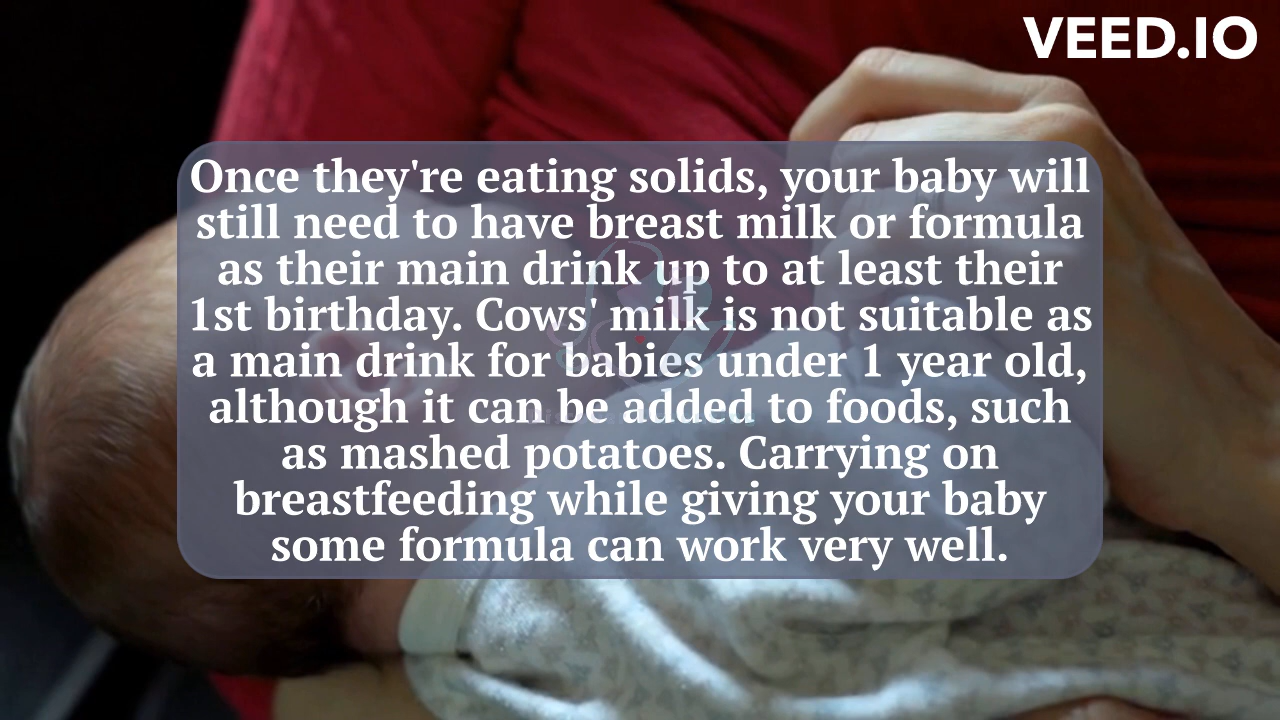 VEED.IO
Once they're eating solids, your baby will
still need to have breast milk or formula
as their main drink up to at least their
1st birthday. Cows' milk is not suitable as
a main drink for babies under 1 year old,
although it can be added to foods, such
as mashed potatoes. Carrying on
breastfeeding while giving your baby
some formula can work very well.